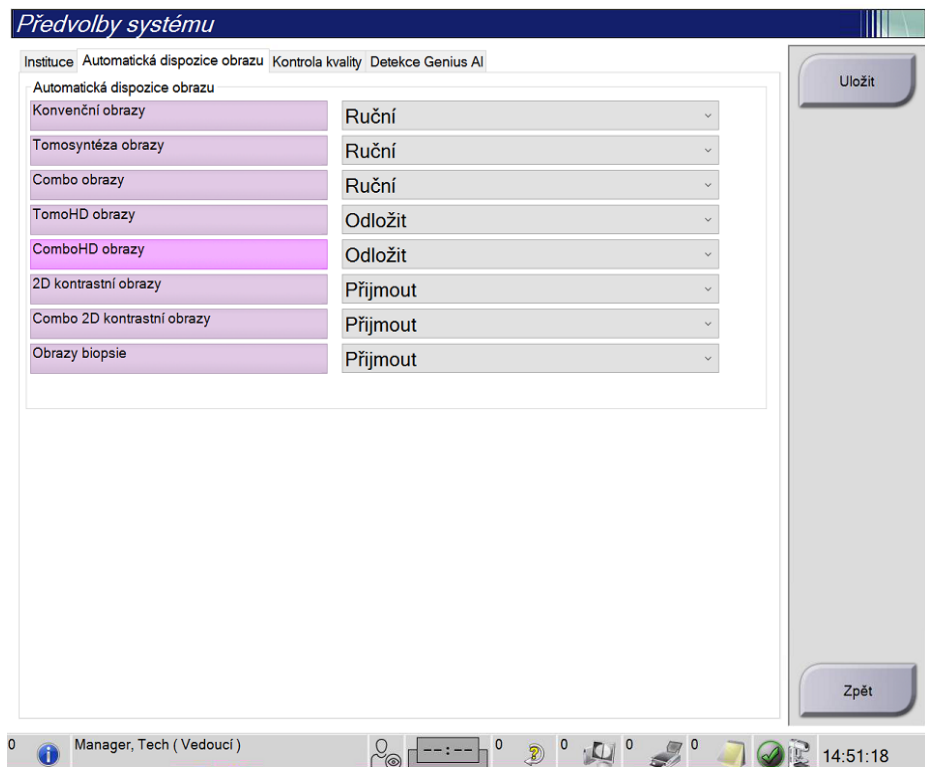 Předvolby systému
Instituce Automatická dispozice obrazu Kontrola kvality Detekce Genius AI
Uložit
Automatická dispozice obrazu
Konvenční obrazy Ruční
Tomosyntéza obrazy Ruční
Combo obrazy Ruční
TomoHD obrazy Odložit
ComboHD obrazy Odložit
2D kontrastní obrazy Přijmout
Combo 2D kontrastní obrazy Přijmout
Obrazy biopsie Přijmout
Zpět
0 Manager, Tech ( Vedoucí ) --:-- 0 0 0 0 14:51:18